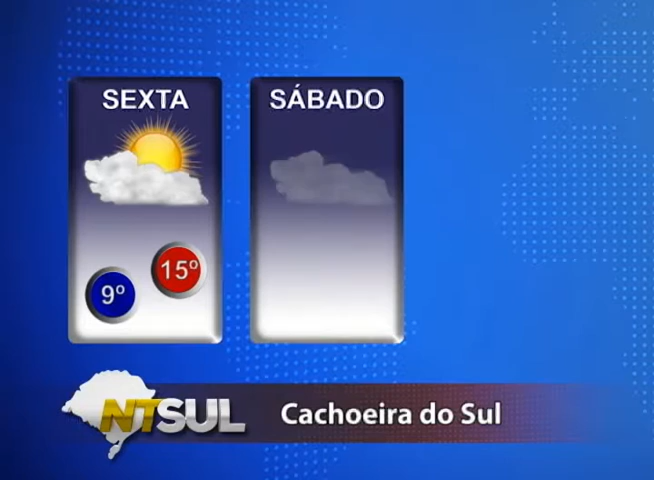 SEXTA
SÁBADO
15º
9º
NTSUL
Cachoeira do Sul